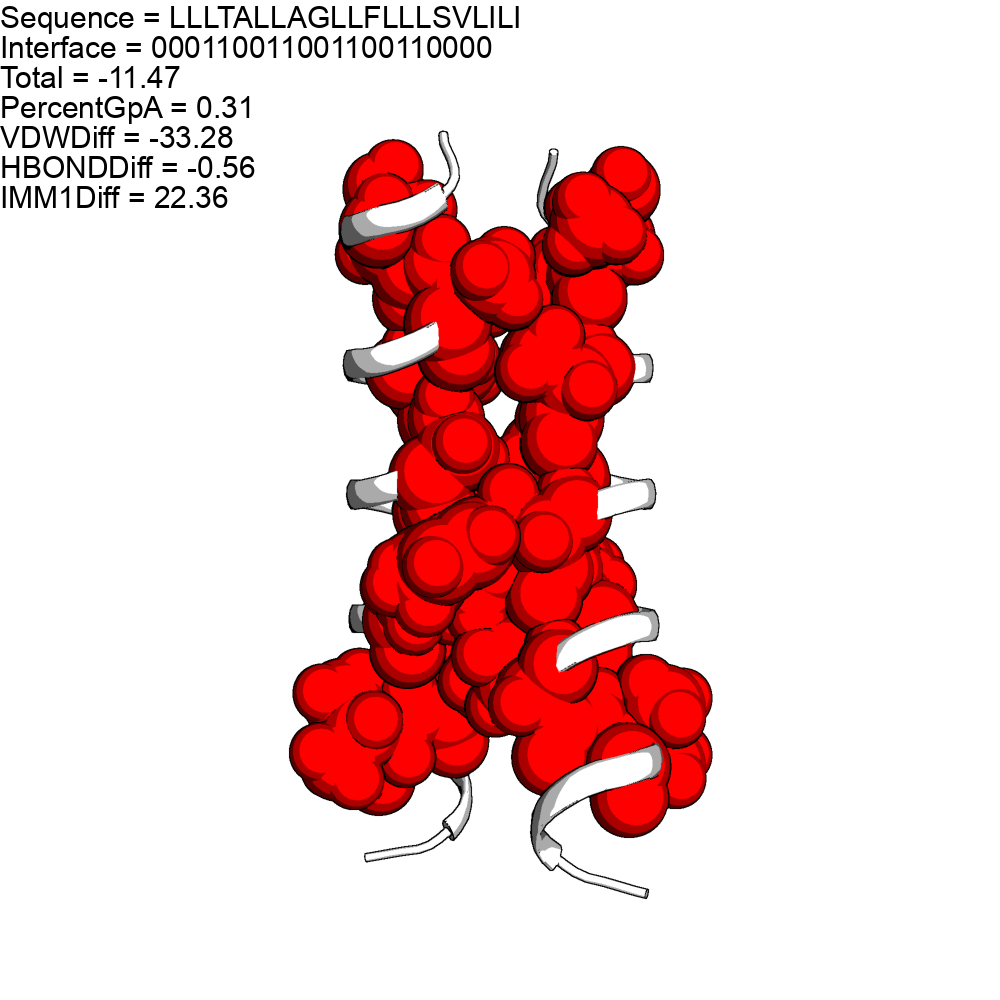 Sequence = LLLTALLAGLLFLLLSVLILI
Interface = 000110011001100110000
Total = -11.47
PercentGpA = 0.31
VDWDiff = -33.28
HBONDDiff = -0.56
IMM1Diff = 22.36